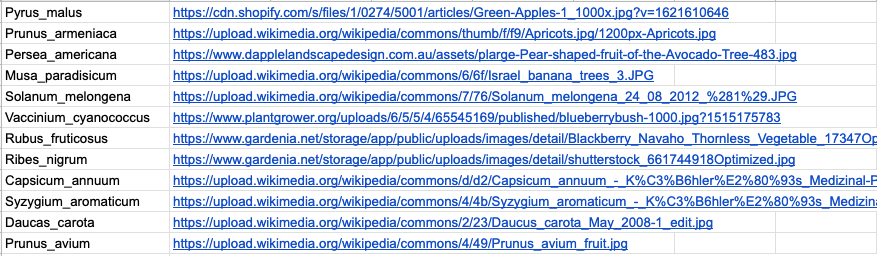 Pyrus_malus https://cdn.shopify.com/s/files/1/0274/5001/articles/Green-Apples-1_1000x.jpg?v=1621610646
Prunus_armeniaca https://upload.wikimedia.org/wikipedia/commons/thumb/f/f9/Apricots.jpg/1200px-Apricots.jpg
Persea_americana https://www.dapplelandscapedesign.com.au/assets/plarge-Pear-shaped-fruit-of-the-Avocado-Tree-483.jpg
Musa_paradisicum https://upload.wikimedia.org/wikipedia/commons/6/6f/Israel_banana_trees_3.JPG
Solanum_melongena https://upload.wikimedia.org/wikipedia/commons/7/76/Solanum_melongena_24_08_2012_%281%29.JPG
Vaccinium_cyanococcus https://www.plantgrower.org/uploads/6/5/5/4/65545169/published/blueberrybush-1000.jpg?1515175783
Rubus_fruticosus https://www.gardenia.net/storage/app/public/uploads/images/detail/Blackberry_Navaho_Thornless_Vegetable_17347Op
Ribes_nigrum https://www.gardenia.net/storage/app/public/uploads/images/detail/shutterstock_661744918Optimized.jpg
Capsicum_annuum https://upload.wikimedia.org/wikipedia/commons/d/d2/Capsicum_annuum_-_K%C3%B6hler%E2%80%93s_Medizinal-P
Syzygium_aromaticum https://upload.wikimedia.org/wikipedia/commons/4/4b/Syzygium_aromaticum_-_K%C3%B6hler%E2%80%93s_Medizin
Daucas_carota https://upload.wikimedia.org/wikipedia/commons/2/23/Daucus_carota_May_2008-1_edit.jpg
Prunus_avium https://upload.wikimedia.org/wikipedia/commons/4/49/Prunus_avium_fruit.jpg